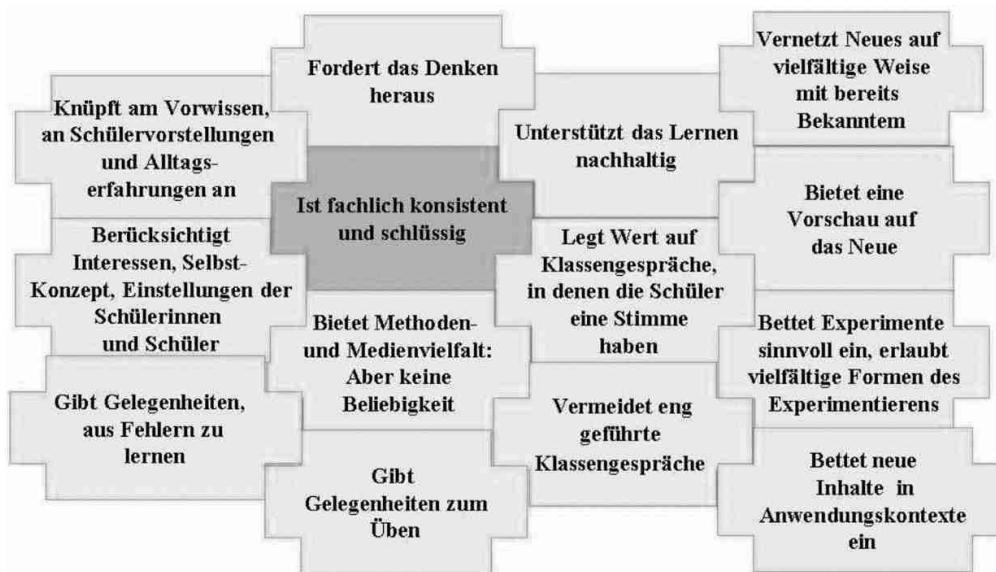 Knüpft am Vorwissen,
an Schülervorstellungen
und Alltags-
erfahrungen an
Berücksichtigt
Interessen, Selbst-
Konzept, Einstellungen der
Schülerinnen
und Schüler
Gibt Gelegenheiten,
aus Fehlern zu
lernen
Fordert das Denken
heraus
Ist fachlich konsistent
und schlüssig
Bietet Methoden-
und Medienvielfalt:
Aber keine
Beliebigkeit
Gibt
Gelegenheiten zum
Üben
Unterstützt das Lernen
nachhaltig
Legt Wert auf
Klassengespräche,
in denen die Schüler
eine Stimme
haben
Vermeidet eng
geführte
Klassengespräche
Vernetzt Neues auf
vielfältige Weise
mit bereits
Bekanntem
Bietet eine
Vorschau auf
das Neue
Bettet Experimente
sinnvoll ein, erlaubt
vielfältige Formen des
Experimentierens
Bettet neue
Inhalte in
Anwendungskontexte
ein